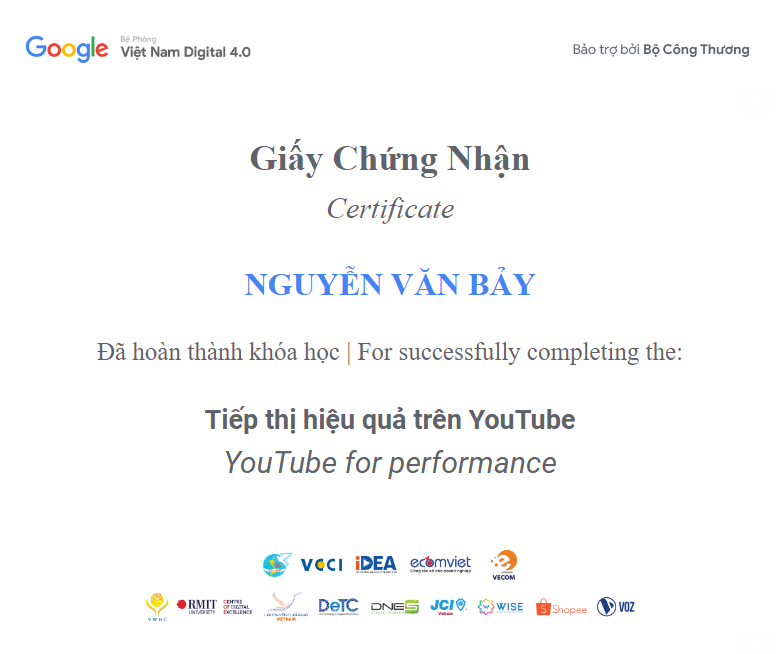 Google
Bệ Phóng
Việt Nam Digital 4.0
Bảo trợ bởi Bộ Công Thương
Giấy Chứng Nhận
Certificate
NGUYỄN VĂN BẢY
Đã hoàn thành khóa học | For successfully completing the:
Tiếp thị hiệu quả trên YouTube
YouTube for performance
VCCI iDEA ecomviet
VECOM
VWEC RMIT UNIVERSITY CENTRE OF DIGITAL EXCELLENCE VIETNAM DeTC DNES JCI Vietnam WISE Shopee VOZ